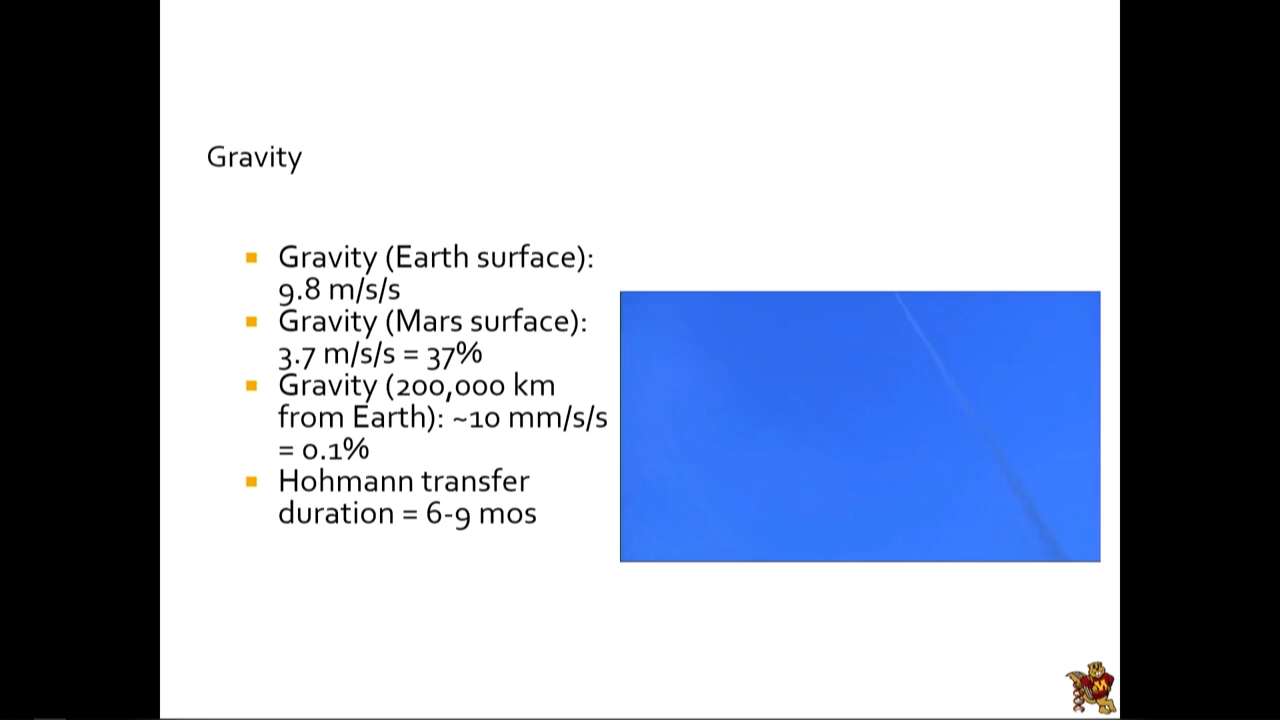 Gravity
Gravity (Earth surface):
9.8 m/s/s
Gravity (Mars surface):
3.7 m/s/s = 37%
Gravity (200,000 km
from Earth): ~10 mm/s/s
= 0.1%
Hohmann transfer
duration = 6-9 mos
M